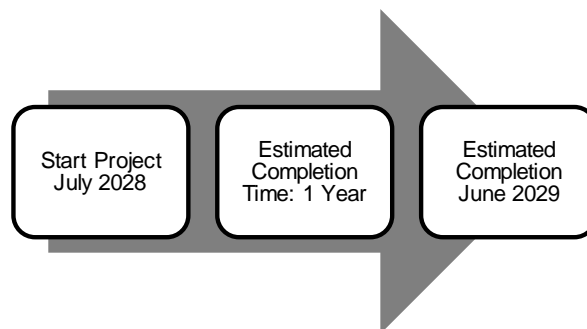 Start Project
July 2028
Estimated
Completion
Time: 1 Year
Estimated
Completion
June 2029